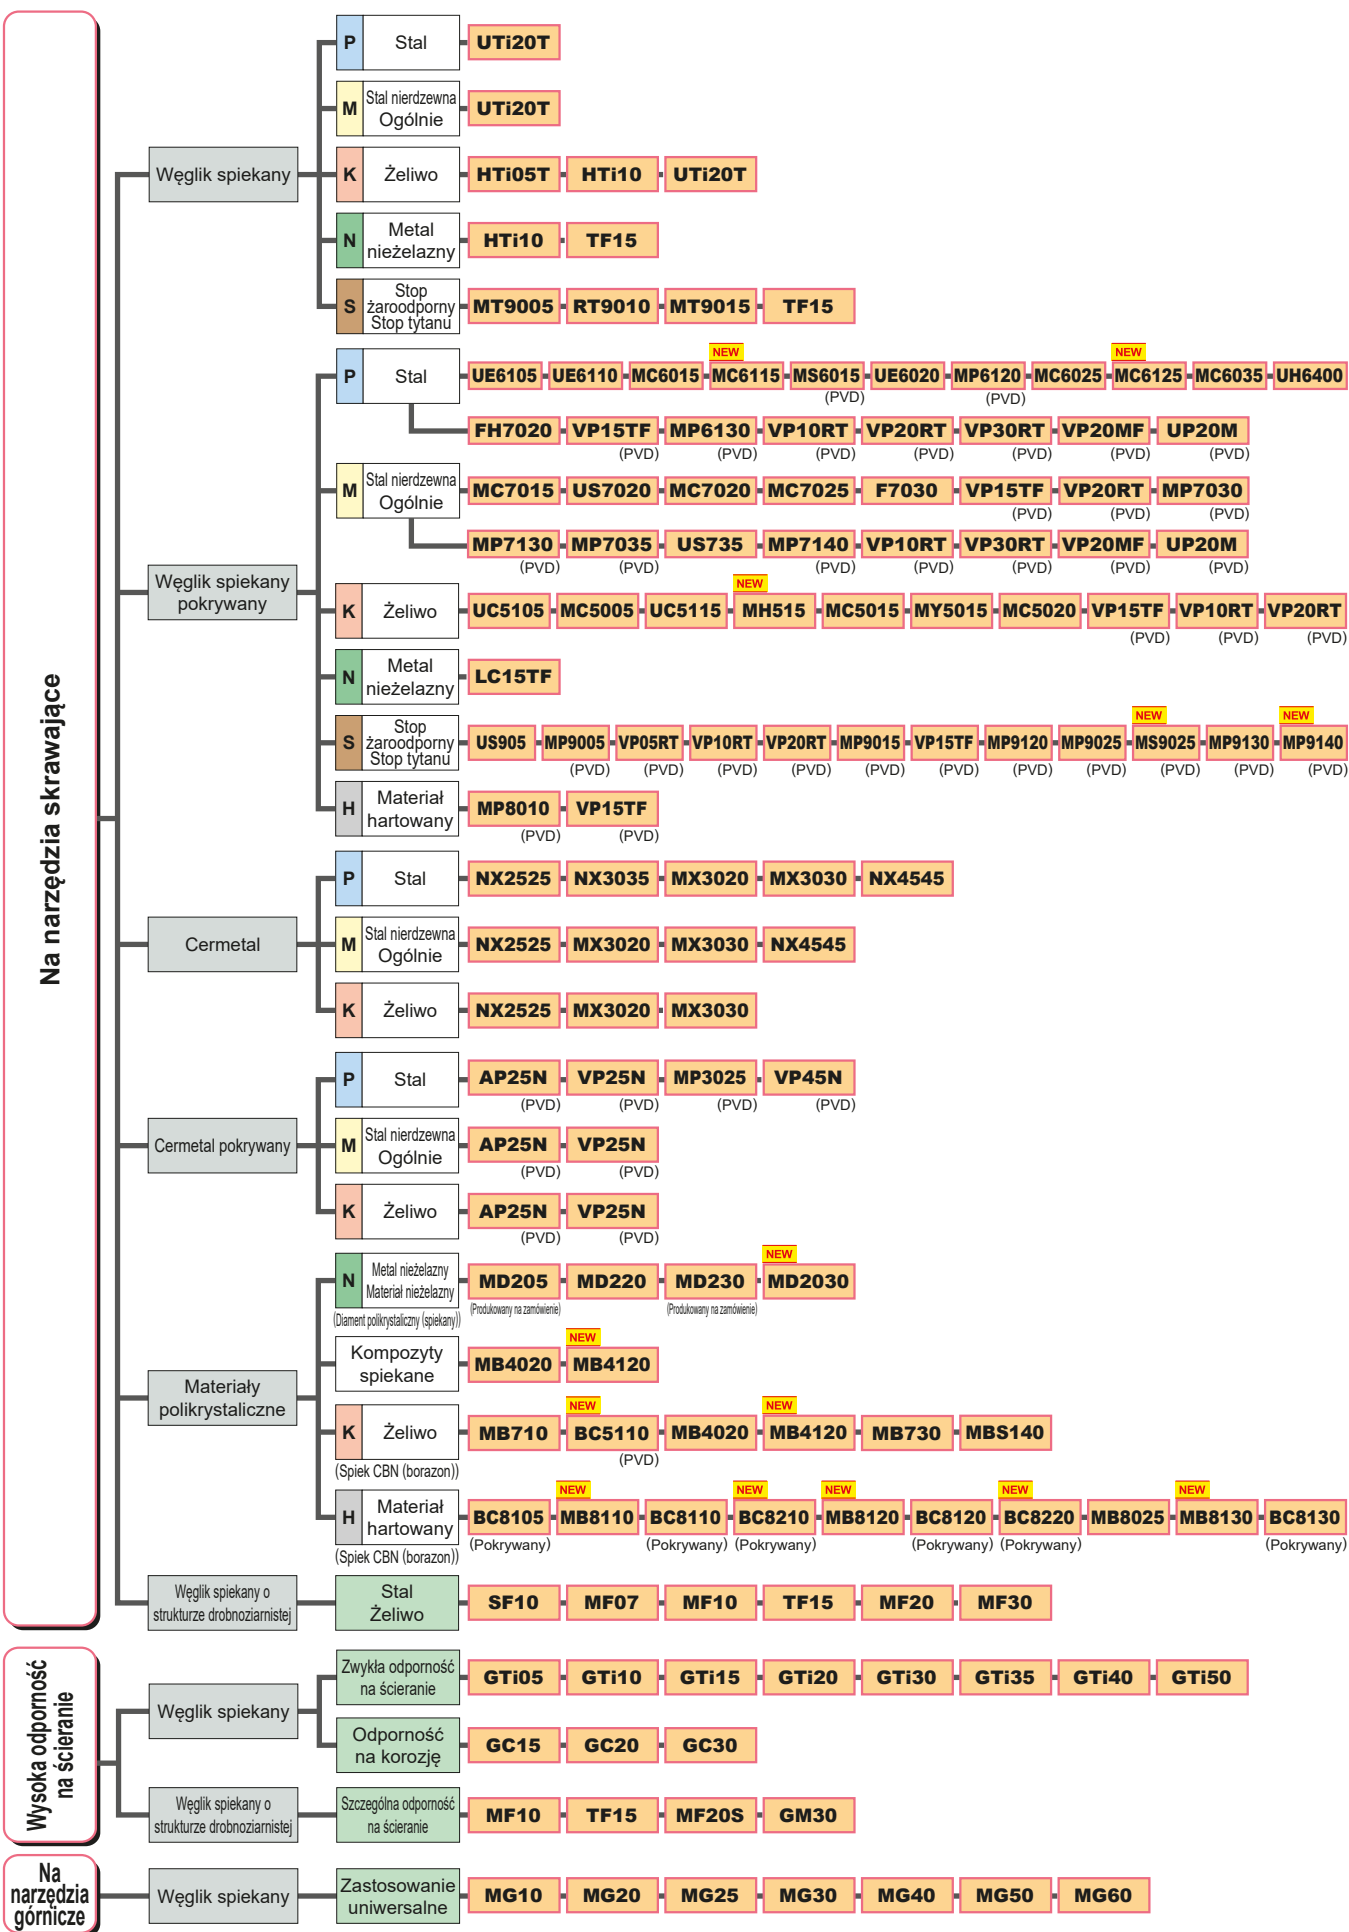 Na narzędzia skrawające
Węglik spiekany
P Stal UTi20T
M Stal nierdzewna
Ogólnie
UTi20T
K Żeliwo HTi05T HTi10 UTi20T
N Metal
nieżelazny
HTi10 TF15
S Stop
żaroodporny
Stop tytanu
MT9005 RT9010 MT9015 TF15
Węglik spiekany
pokrywany
NEW NEW
P Stal UE6105 UE6110 MC6015 MC6115 MS6015 UE6020 MP6120 MC6025 MC6125 MC6035 UH6400
(PVD) (PVD)
FH7020 VP15TF MP6130 VP10RT VP20RT VP30RT VP20MF UP20M
(PVD) (PVD) (PVD) (PVD) (PVD) (PVD) (PVD)
M Stal nierdzewna
Ogólnie
MC7015 US7020 MC7020 MC7025 F7030 VP15TF VP20RT MP7030
(PVD) (PVD) (PVD)
MP7130 MP7035 US735 MP7140 VP10RT VP30RT VP20MF UP20M
(PVD) (PVD) (PVD) (PVD) (PVD) (PVD) (PVD)
NEW
K Żeliwo UC5105 MC5005 UC5115 MH515 MC5015 MY5015 MC5020 VP15TF VP10RT VP20RT
(PVD) (PVD) (PVD)
N Metal
nieżelazny
LC15TF
NEW NEW
S Stop
żaroodporny
Stop tytanu
US905 MP9005 VP05RT VP10RT VP20RT MP9015 VP15TF MP9120 MP9025 MS9025 MP9130 MP9140
(PVD) (PVD) (PVD) (PVD) (PVD) (PVD) (PVD) (PVD) (PVD) (PVD) (PVD)
H Materiał
hartowany
MP8010 VP15TF
(PVD) (PVD)
Cermetal
P Stal NX2525 NX3035 MX3020 MX3030 NX4545
M Stal nierdzewna
Ogólnie
NX2525 MX3020 MX3030 NX4545
K Żeliwo NX2525 MX3020 MX3030
Cermetal pokrywany
P Stal AP25N VP25N MP3025 VP45N
(PVD) (PVD) (PVD) (PVD)
M Stal nierdzewna
Ogólnie
AP25N VP25N
(PVD) (PVD)
K Żeliwo AP25N VP25N
(PVD) (PVD)
Materiały
polikrystaliczne
NEW
N Metal nieżelazny
Materiał nieżelazny
MD205 MD220 MD230 MD2030
(Produkowany na zamówienie) (Produkowany na zamówienie)
(Diament polikrystaliczny (spiekany))
NEW
Kompozyty
spiekane
MB4020 MB4120
NEW NEW
K Żeliwo MB710 BC5110 MB4020 MB4120 MB730 MBS140
(PVD)
(Spiek CBN (borazon))
NEW NEW NEW NEW NEW
H Materiał
hartowany
BC8105 MB8110 BC8110 BC8210 MB8120 BC8120 BC8220 MB8025 MB8130 BC8130
(Pokrywany) (Pokrywany) (Pokrywany) (Pokrywany) (Pokrywany) (Pokrywany)
(Spiek CBN (borazon))
Węglik spiekany o
strukturze drobnoziarnistej
Stal
Żeliwo
SF10 MF07 MF10 TF15 MF20 MF30
Wysoka odporność
na ścieranie
Węglik spiekany
Zwykła odporność
na ścieranie
GTi05 GTi10 GTi15 GTi20 GTi30 GTi35 GTi40 GTi50
Odporność
na korozję
GC15 GC20 GC30
Węglik spiekany o
strukturze drobnoziarnistej
Szczególna odporność
na ścieranie
MF10 TF15 MF20S GM30
Na
narzędzia
górnicze
Węglik spiekany
Zastosowanie
uniwersalne
MG10 MG20 MG25 MG30 MG40 MG50 MG60